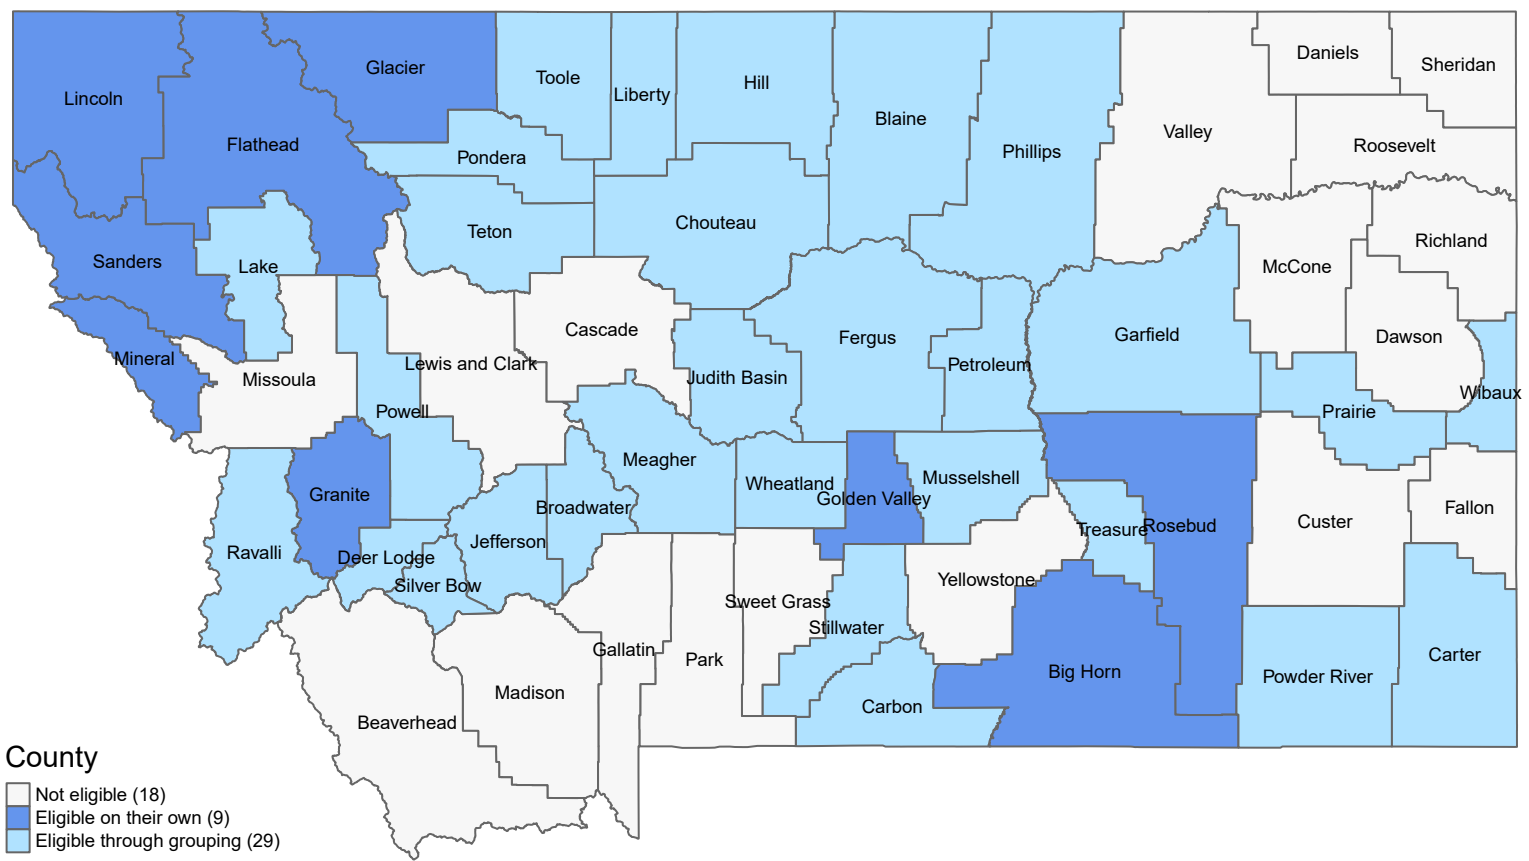 Daniels
Sheridan
Glacier
Toole
Hill
Liberty
Lincoln
Blaine
Valley
Flathead
Roosevelt
Phillips
Pondera
Chouteau
Teton
Richland
Sanders
Lake
McCone
Cascade
Garfield
Fergus
Dawson
Mineral
Lewis and Clark
Petroleum
Missoula
Judith Basin
Wibaux
Powell
Prairie
Meagher
Musselshell
Wheatland
Granite
Golden Valley
Broadwater
Fallon
Custer
Treasure
Rosebud
Jefferson
Ravalli
Deer Lodge
Silver Bow
Yellowstone
Sweet Grass
Stillwater
Gallatin
Carter
Park
Big Horn
Powder River
Madison
Carbon
Beaverhead
County
Not eligible (18)
Eligible on their own (9)
Eligible through grouping (29)